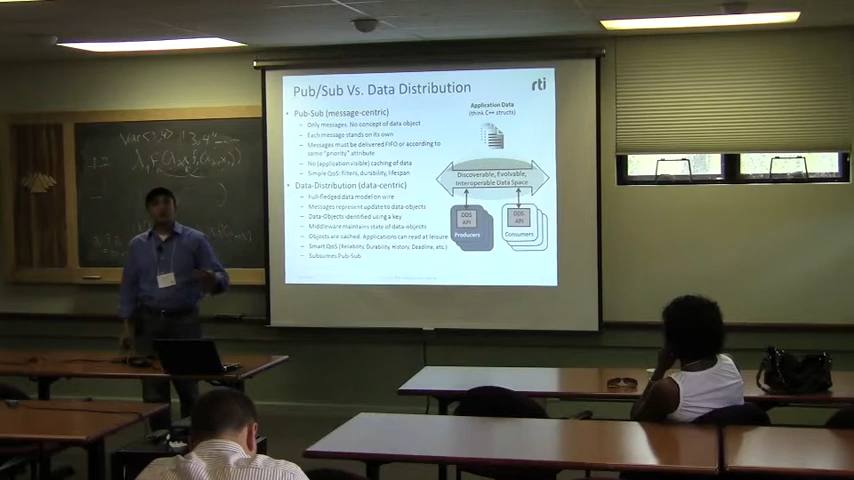 Pub/Sub Vs. Data Distribution
rti
Pub-Sub (message-centric)
– Only messages. No concept of data object
– Each message stands on its own
– Messages must be delivered FIFO or according to
some "priority" attribute
– No (application visible) caching of data
– Simple QoS: filters, durability, lifespan
Data-Distribution (data-centric)
– Full-fledged data model on wire
– Messages represent update to data-objects
– Data-Objects identified using a key
– Middleware maintains state of data-objects
– Objects are cached. Applications can read at leisure
– Smart QoS (Reliability, Durability, History, Deadline, etc.)
– Subsumes Pub-Sub
Application Data
(think C++ structs)
Discoverable, Evolvable,
Interoperable Data Space
DDS
API
Producers
DDS
API
Consumers